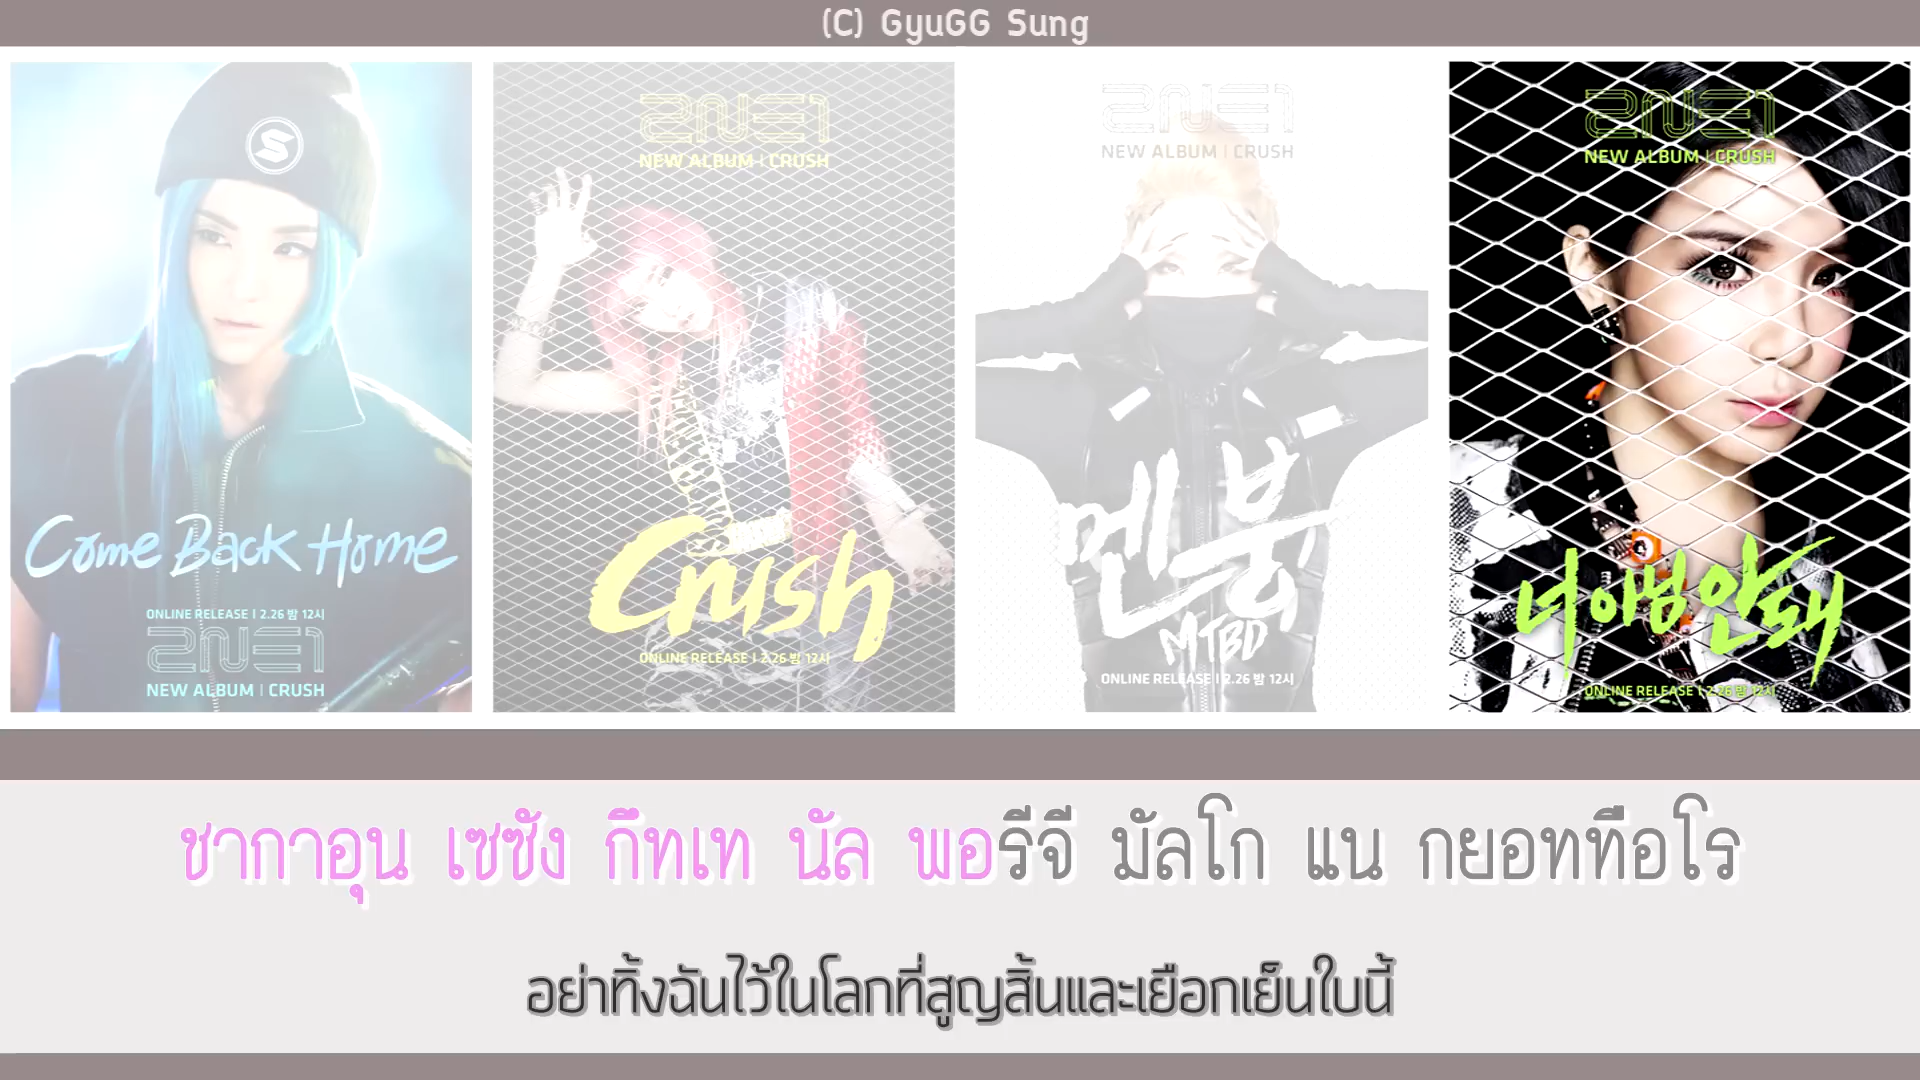 (C) GyuGG Sung
Come Back Home
ONLINE RELEASE | 2.26 밤 12시
2NE1
NEW ALBUM | CRUSH
2NE1
NEW ALBUM | CRUSH
Crush
ONLINE RELEASE | 2.26 밤 12시
2NE1
NEW ALBUM | CRUSH
멘붕
MTBD
ONLINE RELEASE | 2.26 밤 12시
2NE1
NEW ALBUM | CRUSH
너 아님 안돼
ONLINE RELEASE | 2.26 밤 12시
ชากาอุน เซซัง กึทเท นัล พอรีจี มัลโก แน กยอททือโร
อย่าทิ้งฉันไว้ในโลกที่สูญสิ้นและเยือกเย็นใบนี้